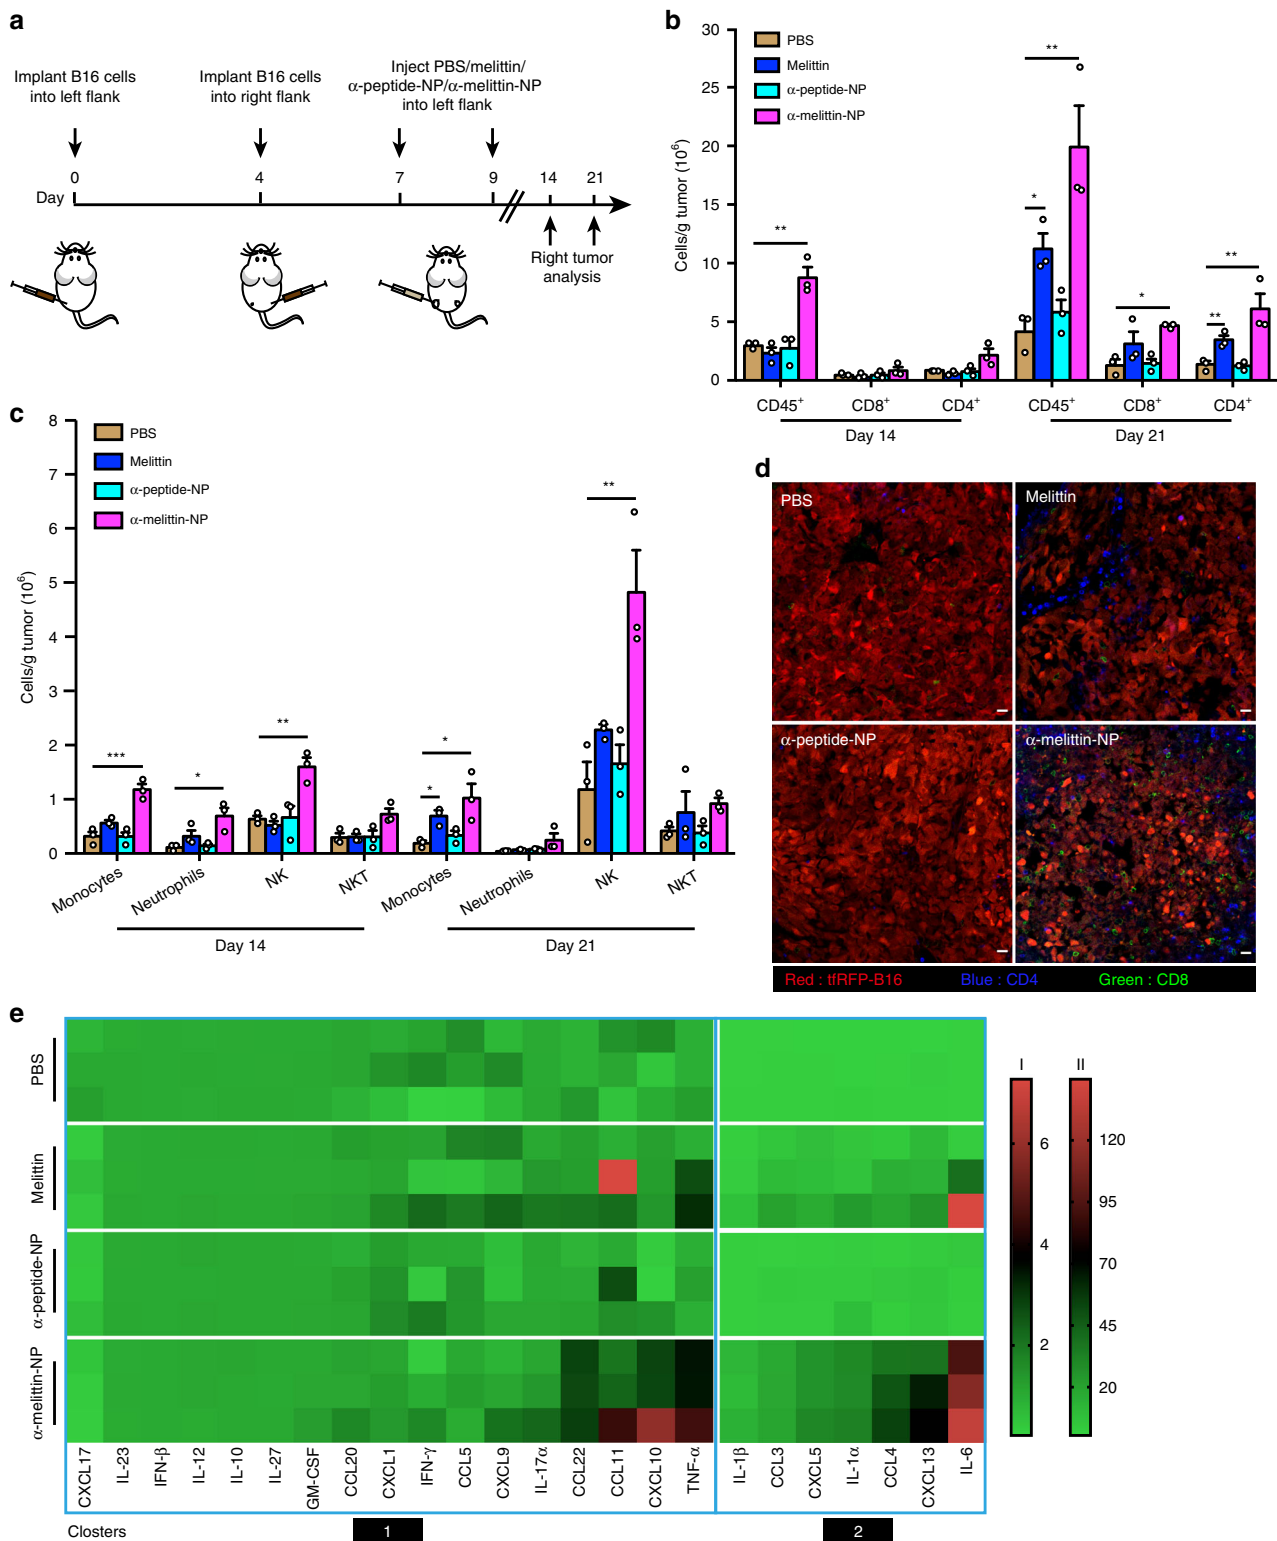 a
Implant B16 cells
into left flank
Implant B16 cells
into right flank
Inject PBS/melittin/
α-peptide-NP/α-melittin-NP
into left flank
Day
0
4
7
9
14
21
Right tumor
analysis
b
Cells/g tumor (10⁶)
30
25
20
15
10
5
0
PBS
Melittin
α-peptide-NP
α-melittin-NP
**
**
*
*
**
**
CD45⁺
CD8⁺
CD4⁺
CD45⁺
CD8⁺
CD4⁺
Day 14
Day 21
c
Cells/g tumor (10⁶)
8
7
6
5
4
3
2
1
0
PBS
Melittin
α-peptide-NP
α-melittin-NP
***
*
**
*
*
**
Monocytes
Neutrophils
NK
NKT
Monocytes
Neutrophils
NK
NKT
Day 14
Day 21
d
PBS
Melittin
α-peptide-NP
α-melittin-NP
Red : tfRFP-B16
Blue : CD4
Green : CD8
e
PBS
Melittin
α-peptide-NP
α-melittin-NP
CXCL17
IL-23
IFN-β
IL-12
IL-10
IL-27
GM-CSF
CCL20
CXCL1
IFN-γ
CCL5
CXCL9
IL-17α
CCL22
CCL11
CXCL10
TNF-α
IL-1β
CCL3
CXCL5
IL-1α
CCL4
CXCL13
IL-6
Closters
1
2
I
6
4
2
II
120
95
70
45
20